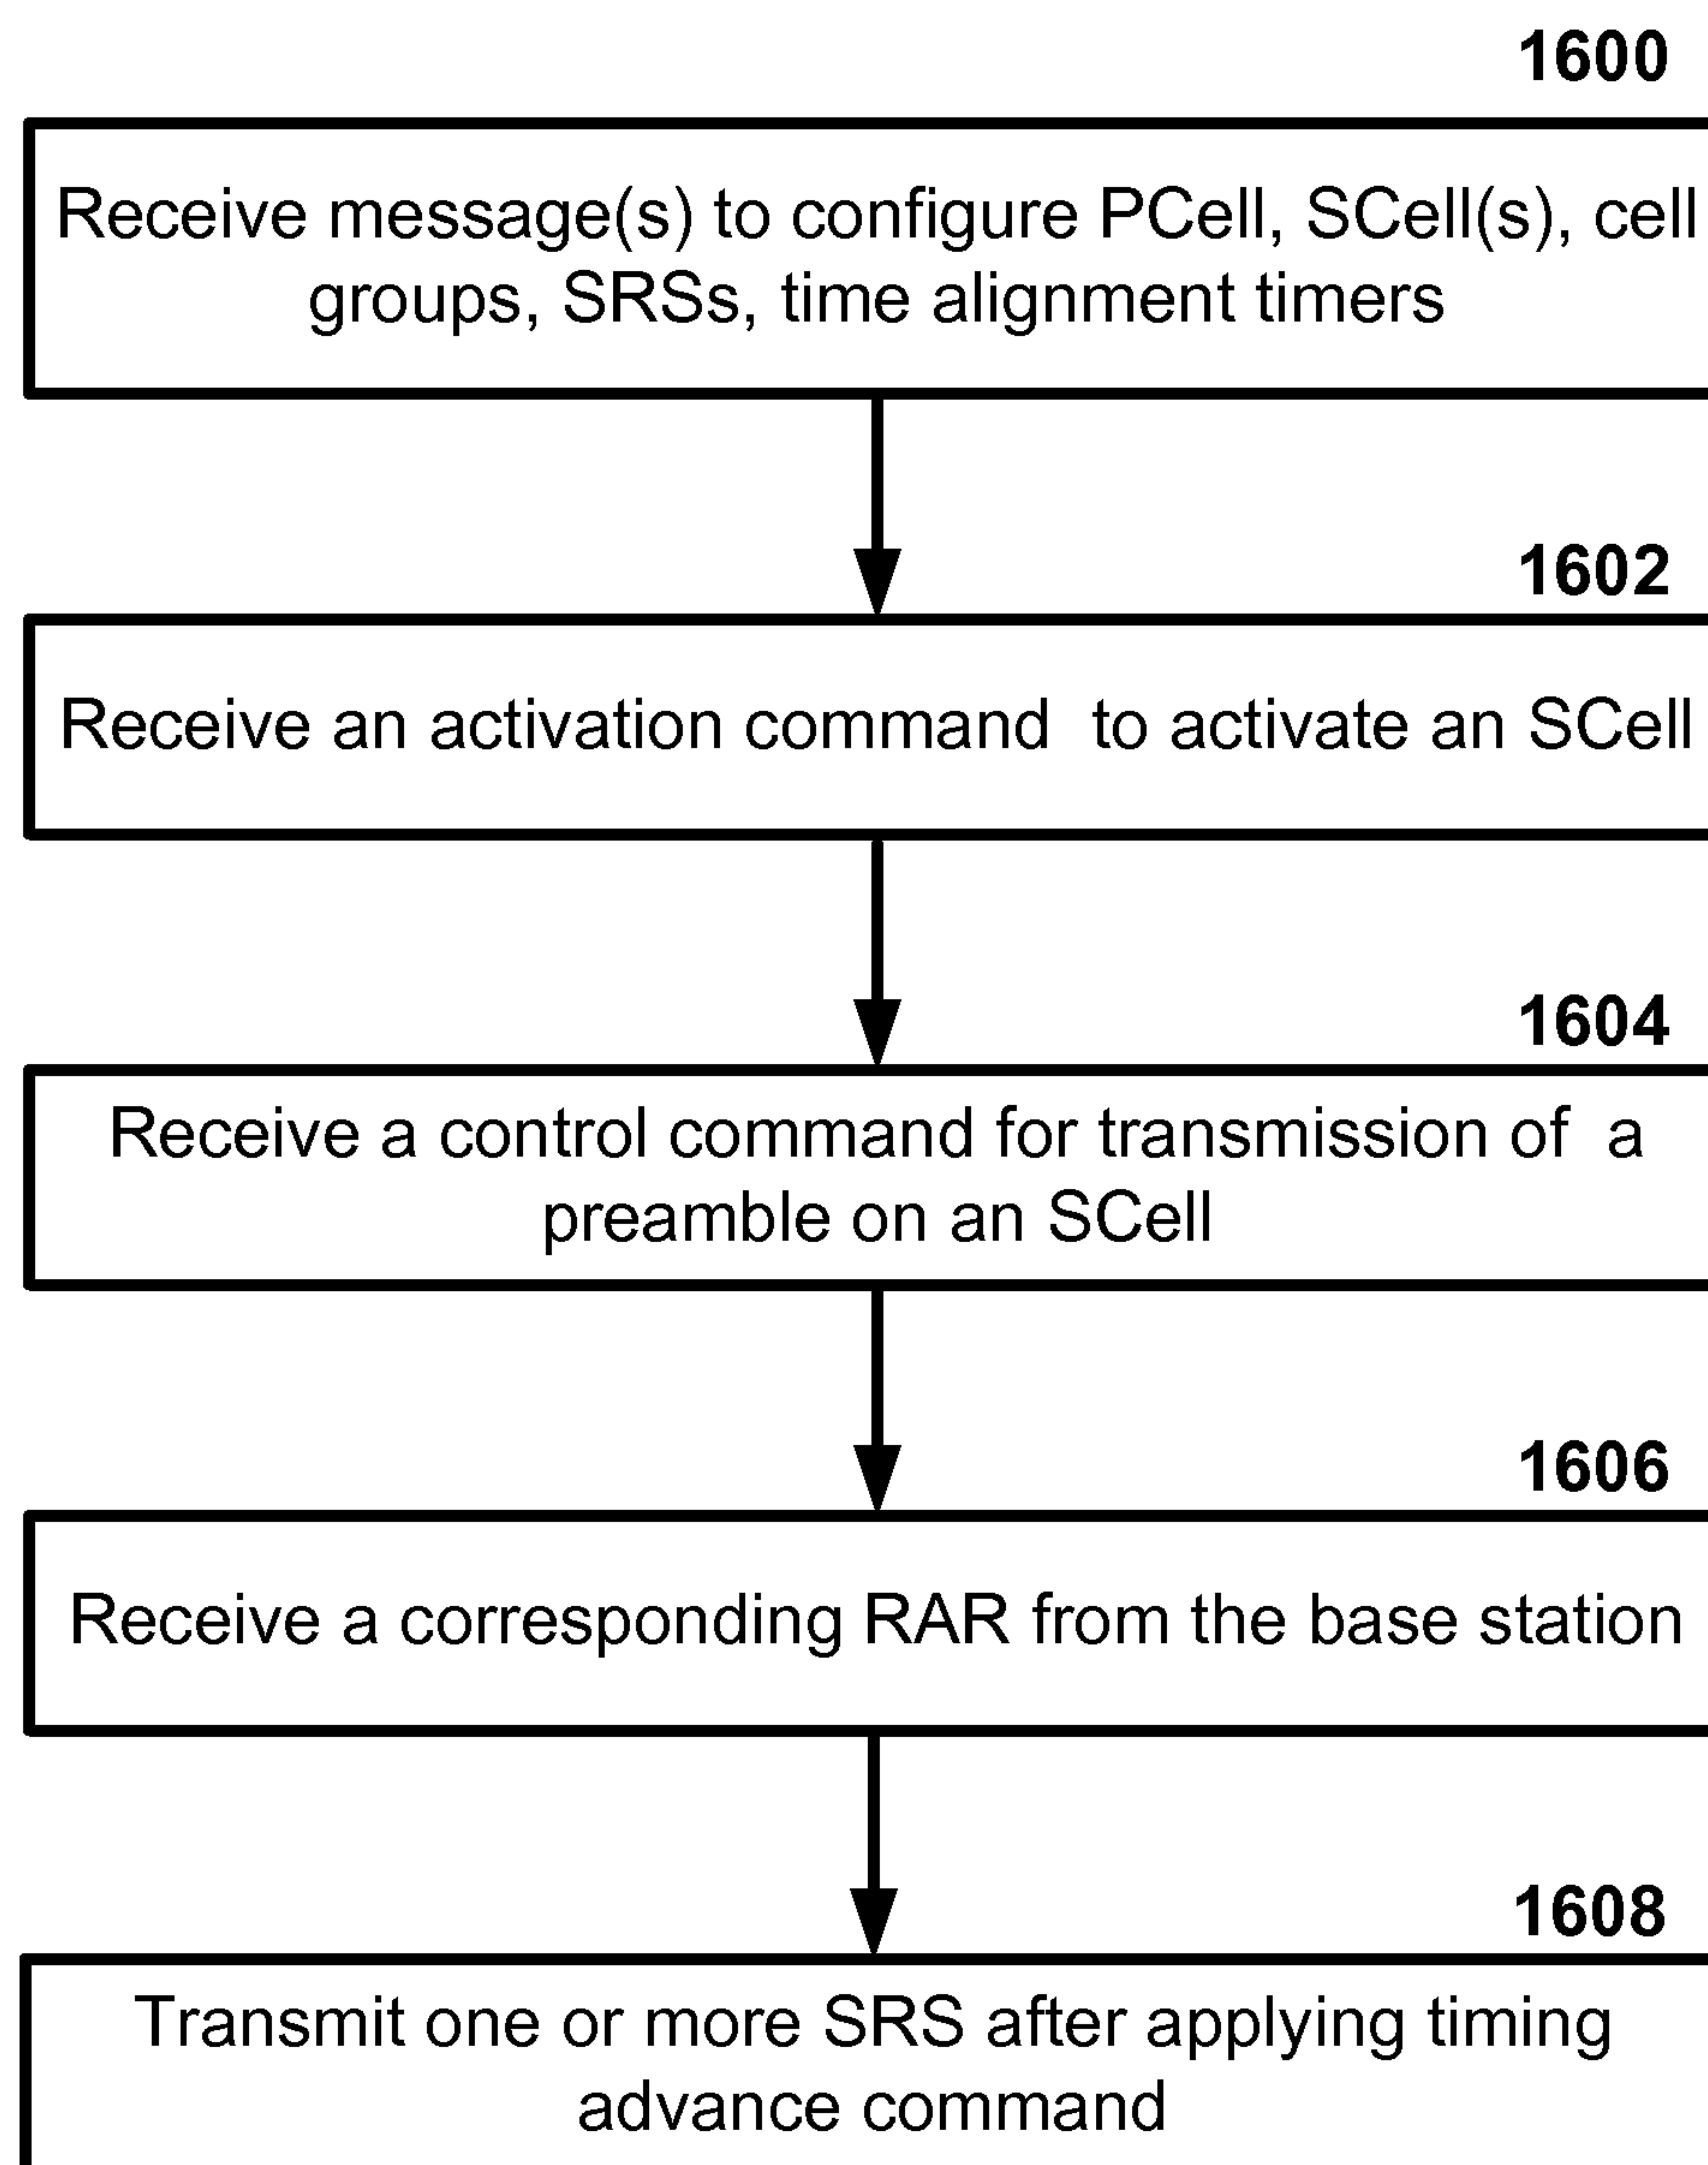 1600
Receive message(s) to configure PCell, SCell(s), cell
groups, SRSs, time alignment timers
1602
Receive an activation command to activate an SCell
1604
Receive a control command for transmission of a
preamble on an SCell
1606
Receive a corresponding RAR from the base station
1608
Transmit one or more SRS after applying timing
advance command